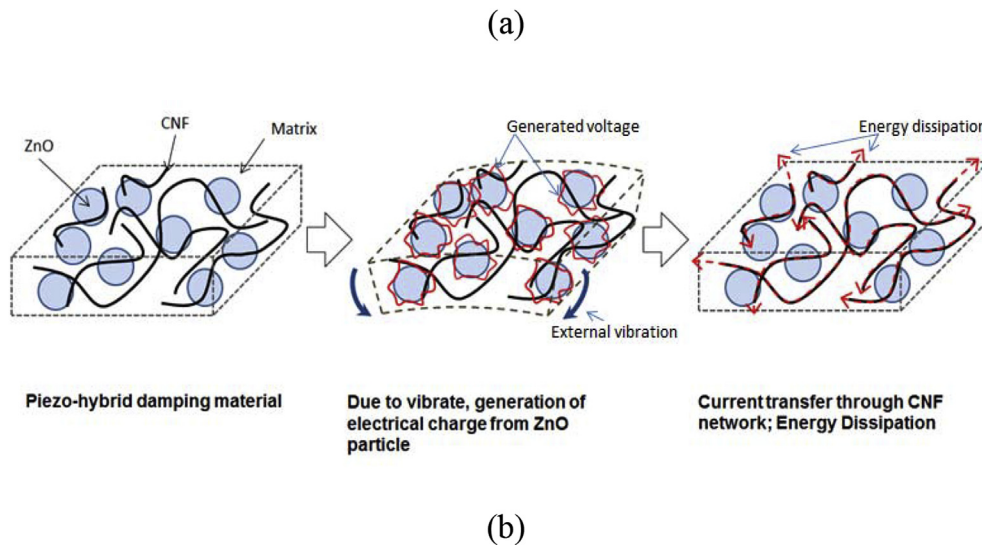 (a)
ZnO
CNF
Matrix
Generated voltage
Energy dissipation
External vibration
Piezo-hybrid damping material
Due to vibrate, generation of
electrical charge from ZnO
particle
Current transfer through CNF
network; Energy Dissipation
(b)